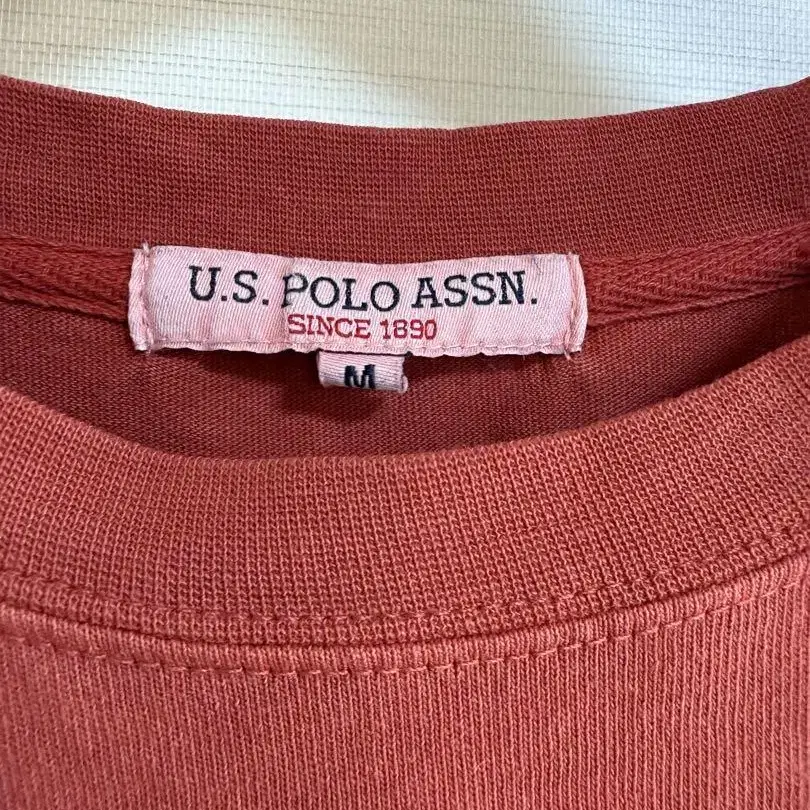 U.S. POLO ASSN.
SINCE 1890
M